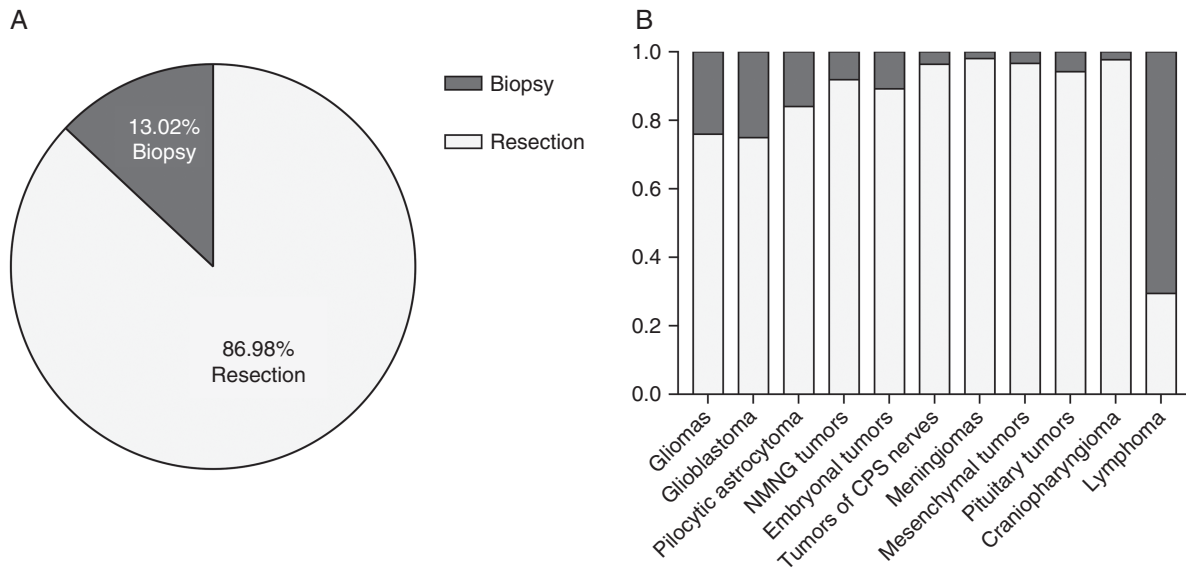 A
13.02%
Biopsy
86.98%
Resection
Biopsy
Resection
B
1.0
0.8
0.6
0.4
0.2
0.0
Gliomas
Glioblastoma
Pilocytic astrocytoma
NMNG tumors
Embryonal tumors
Tumors of CPS nerves
Meningiomas
Mesenchymal tumors
Pituitary tumors
Craniopharyngioma
Lymphoma